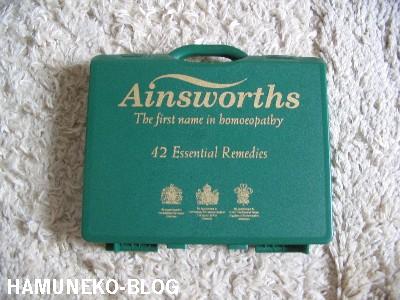 Ainsworths
The first name in homoeopathy
42 Essential Remedies
HAMUNEKO-BLOG